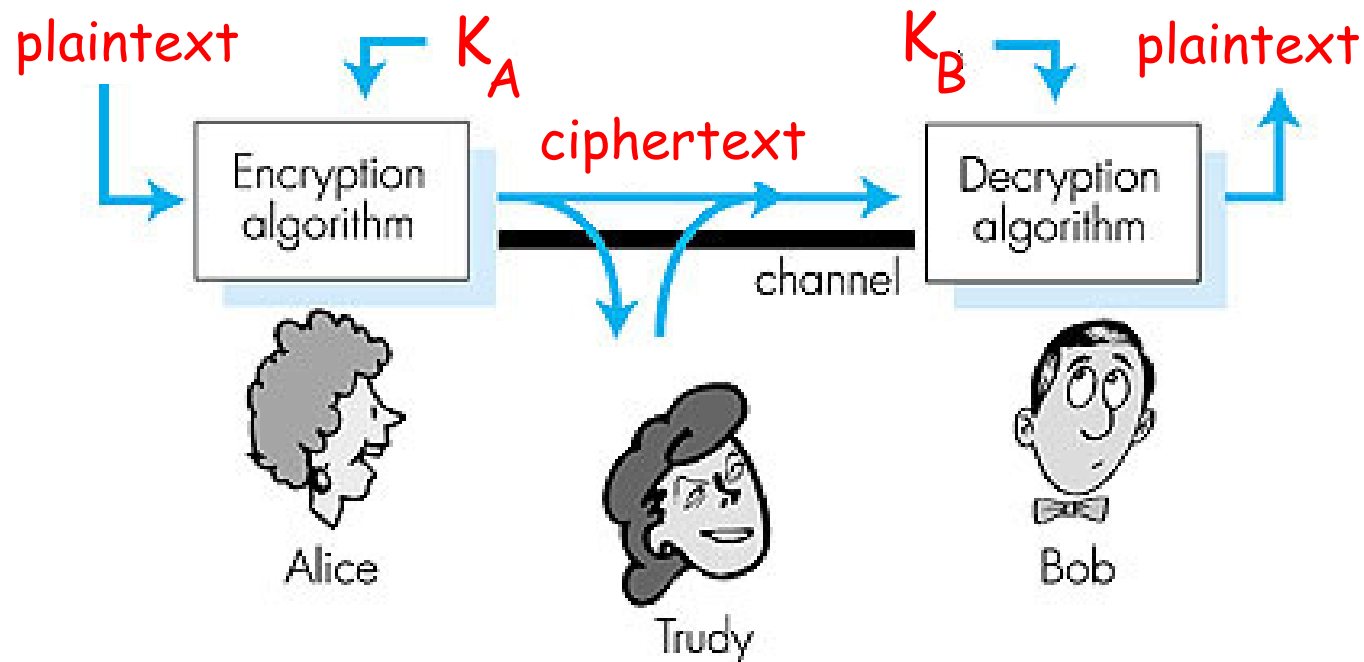 plaintext
K_A
K_B
plaintext
ciphertext
Encryption
algorithm
Decryption
algorithm
channel
Alice
Bob
Trudy